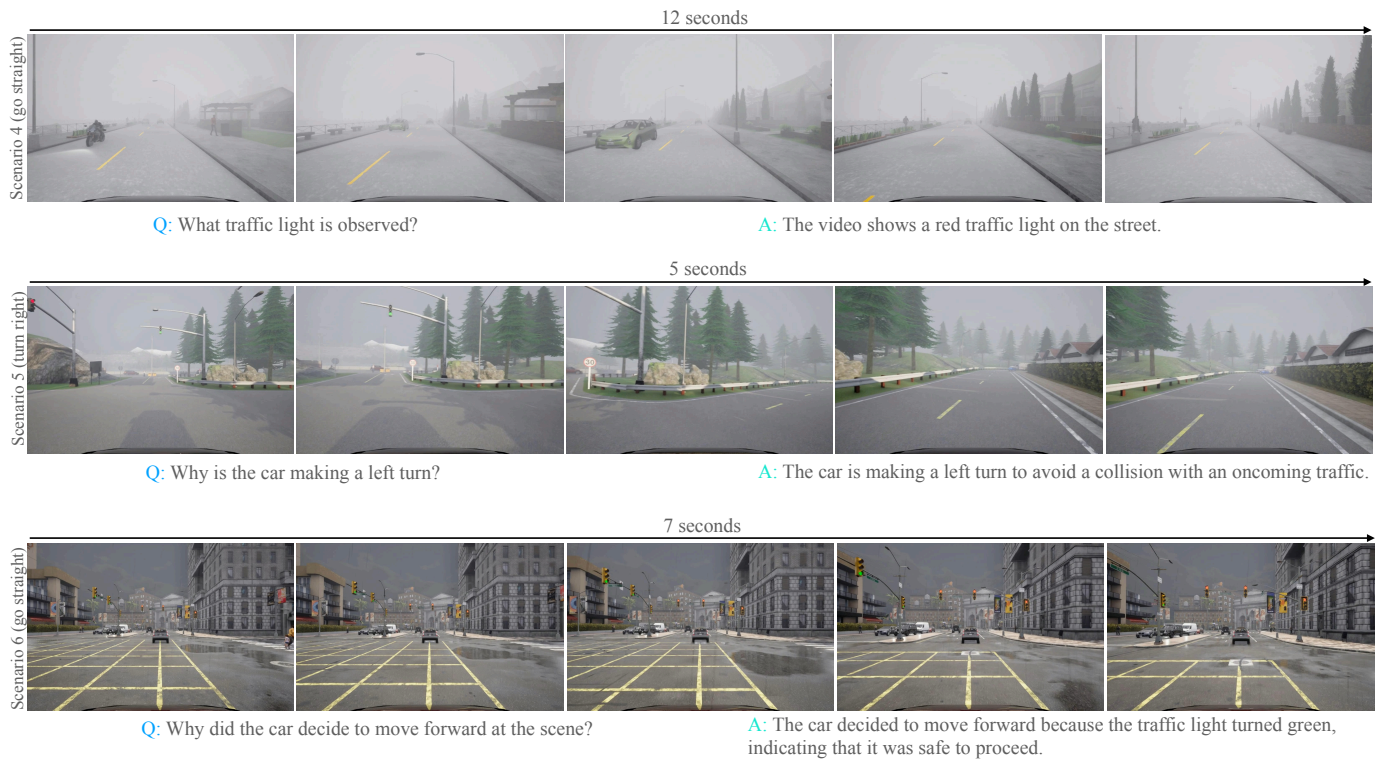 12 seconds
Scenario 4 (go straight)
Q: What traffic light is observed?
A: The video shows a red traffic light on the street.
5 seconds
Scenario 5 (turn right)
30
Q: Why is the car making a left turn?
A: The car is making a left turn to avoid a collision with an oncoming traffic.
7 seconds
Scenario 6 (go straight)
Q: Why did the car decide to move forward at the scene?
A: The car decided to move forward because the traffic light turned green,
indicating that it was safe to proceed.